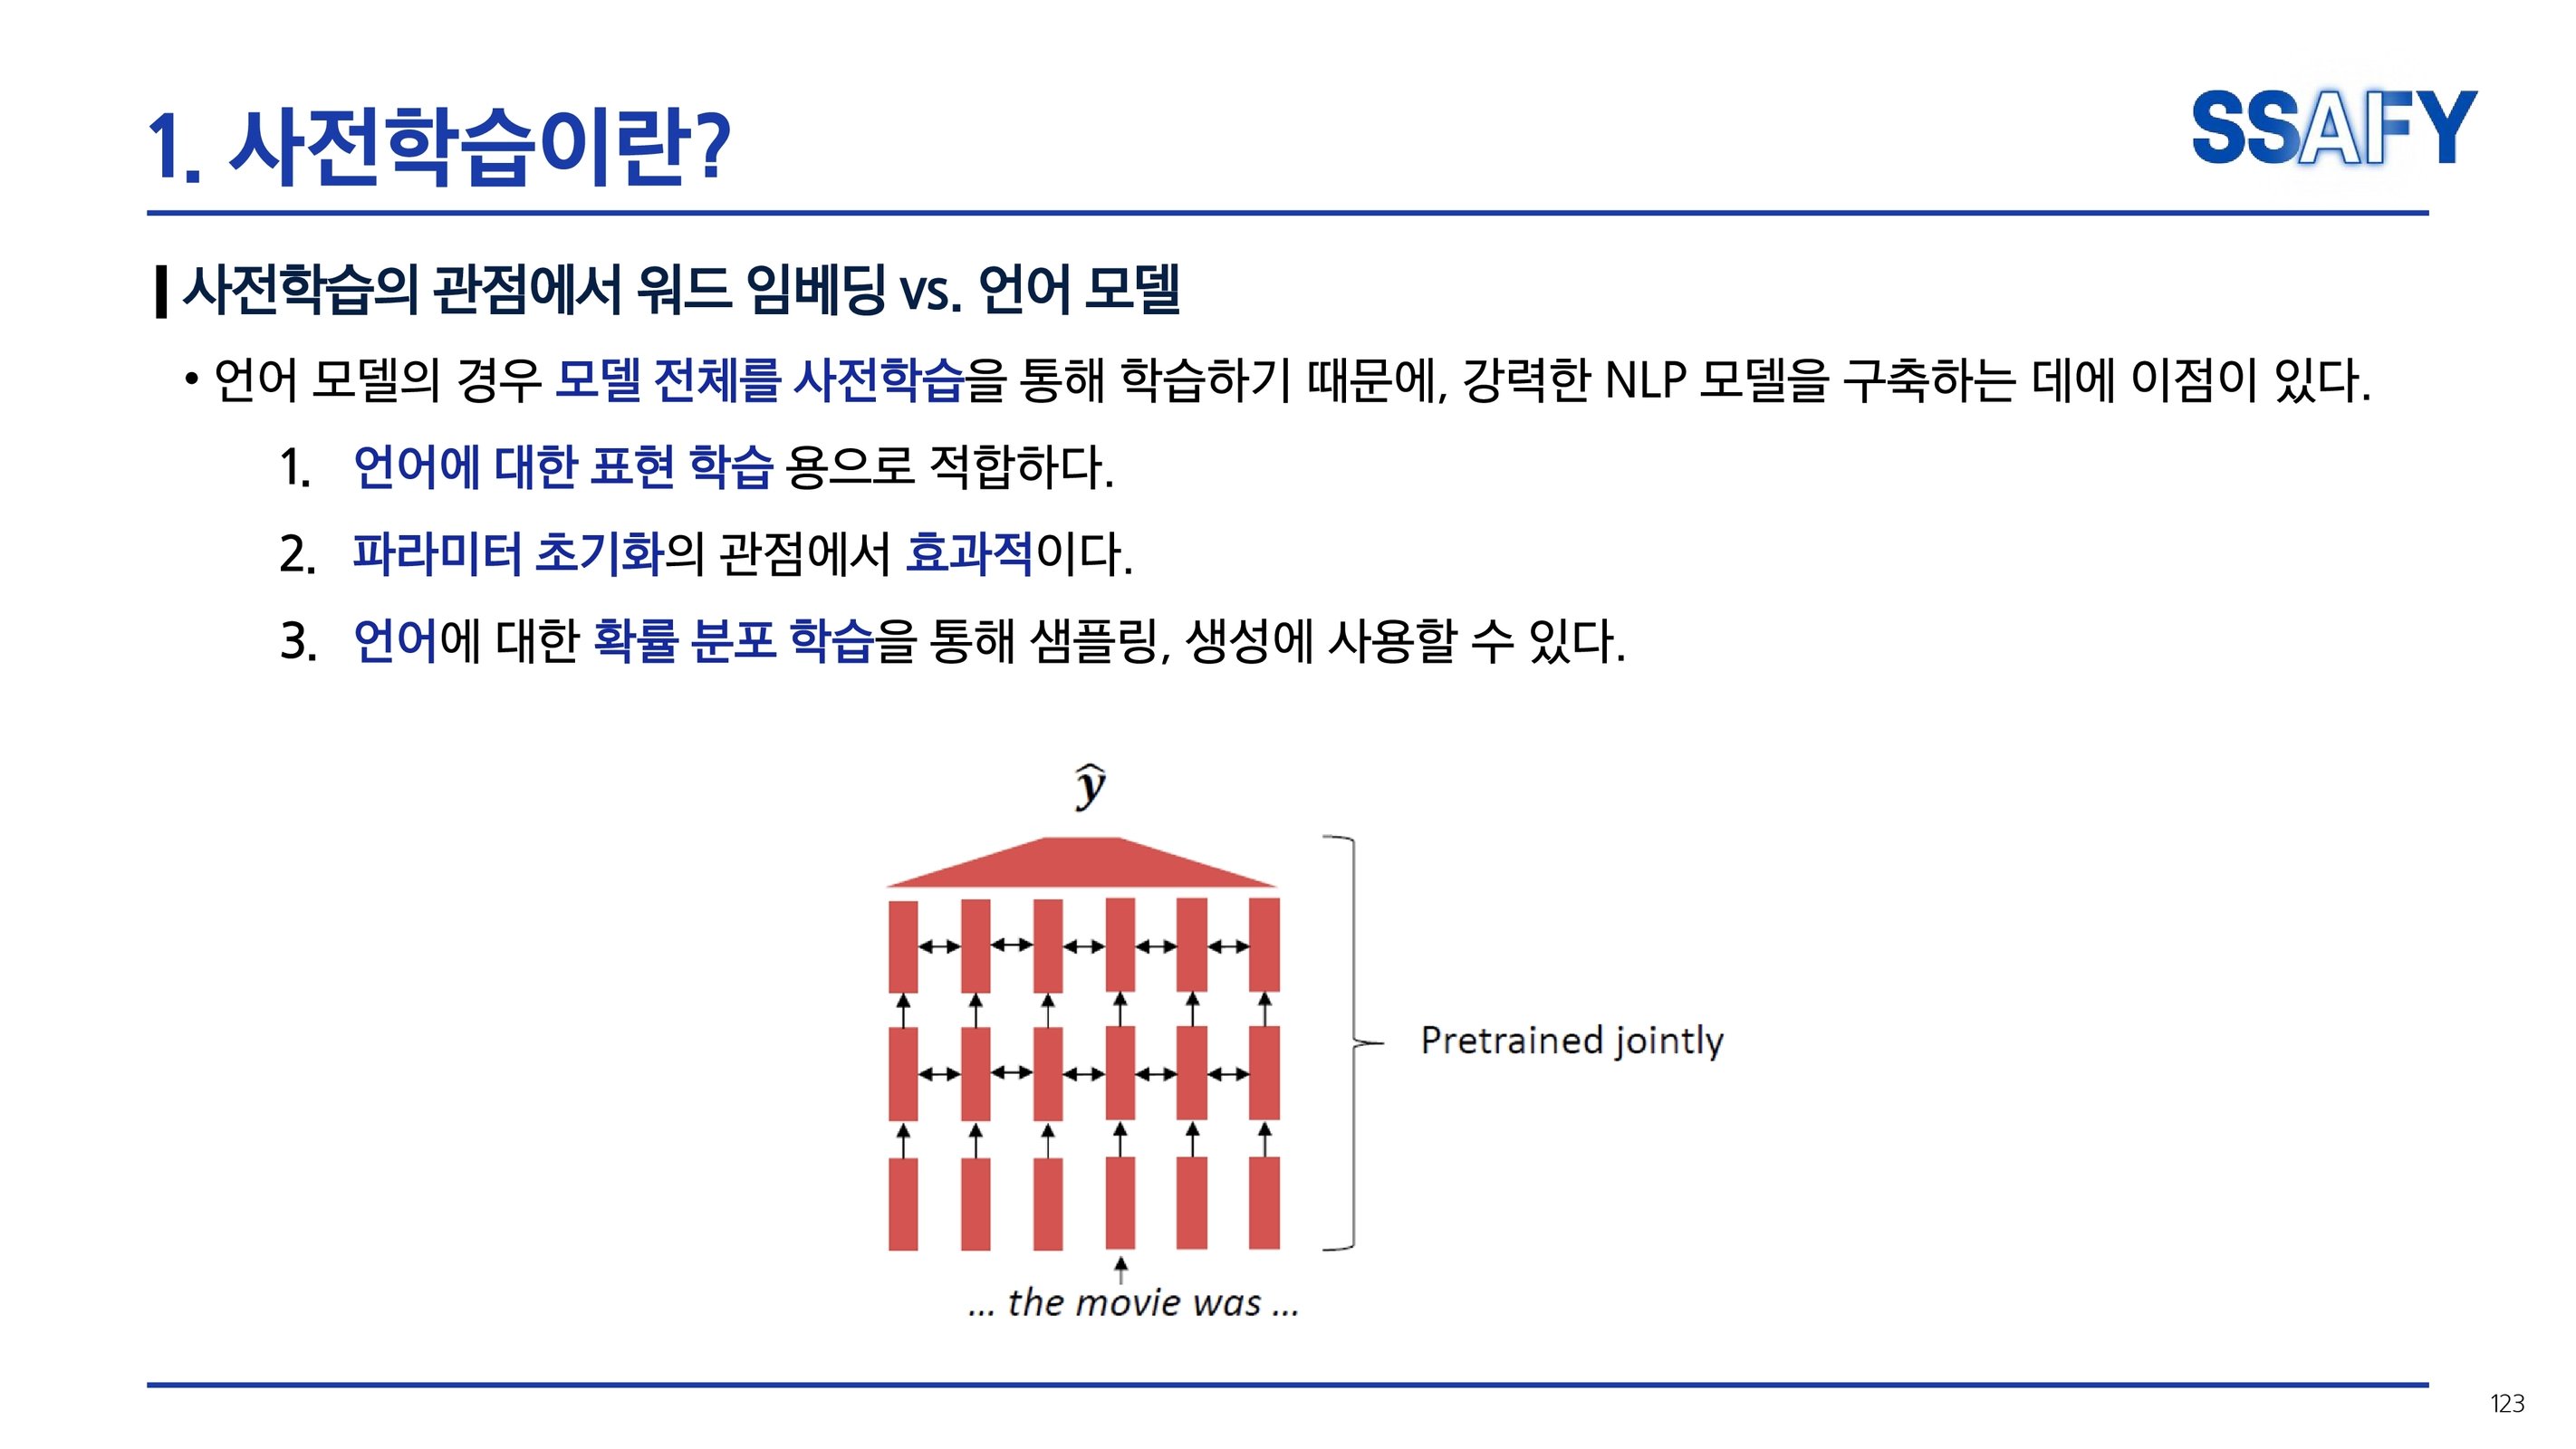 1. 사전학습이란?
SSAFY
사전학습의 관점에서 워드 임베딩 vs. 언어 모델
• 언어 모델의 경우 모델 전체를 사전학습을 통해 학습하기 때문에, 강력한 NLP 모델을 구축하는 데에 이점이 있다.
1. 언어에 대한 표현 학습 용으로 적합하다.
2. 파라미터 초기화의 관점에서 효과적이다.
3. 언어에 대한 확률 분포 학습을 통해 샘플링, 생성에 사용할 수 있다.
ŷ
Pretrained jointly
... the movie was ...
123